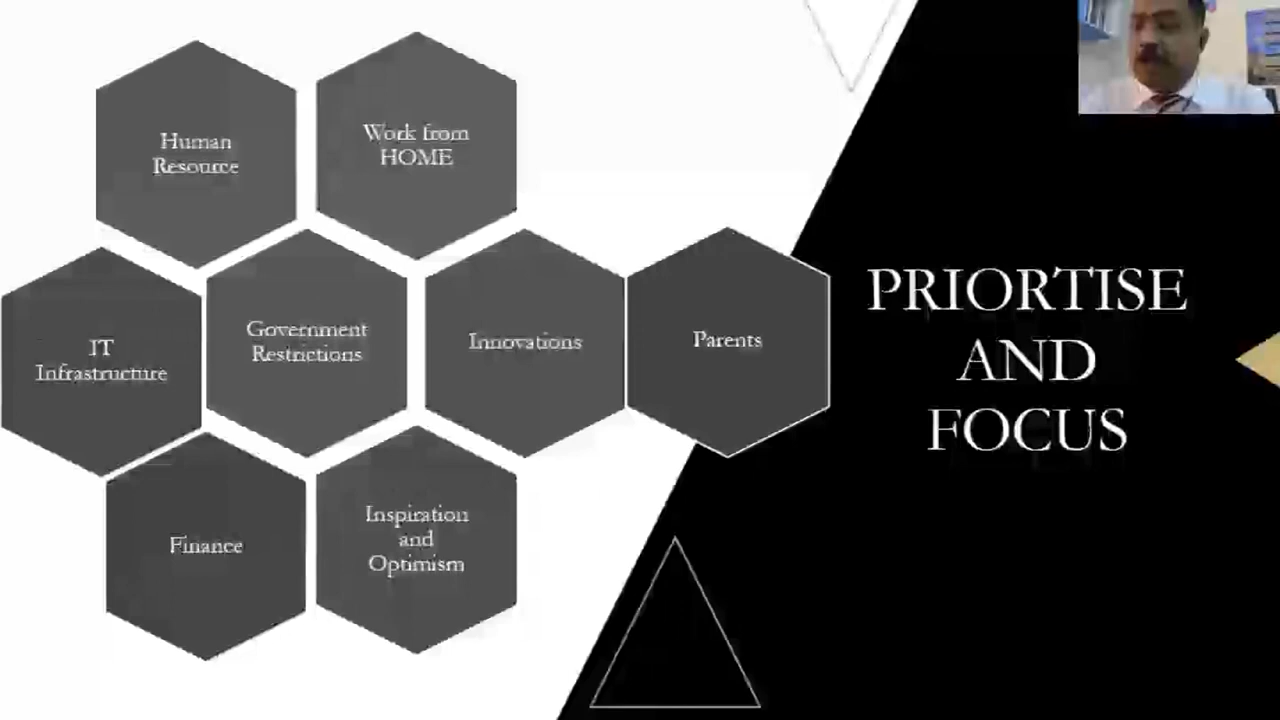 Human
Resource
Work from
HOME
IT
Infrastructure
Government
Restrictions
Innovations
Parents
Finance
Inspiration
and
Optimism
PRIORTISE
AND
FOCUS